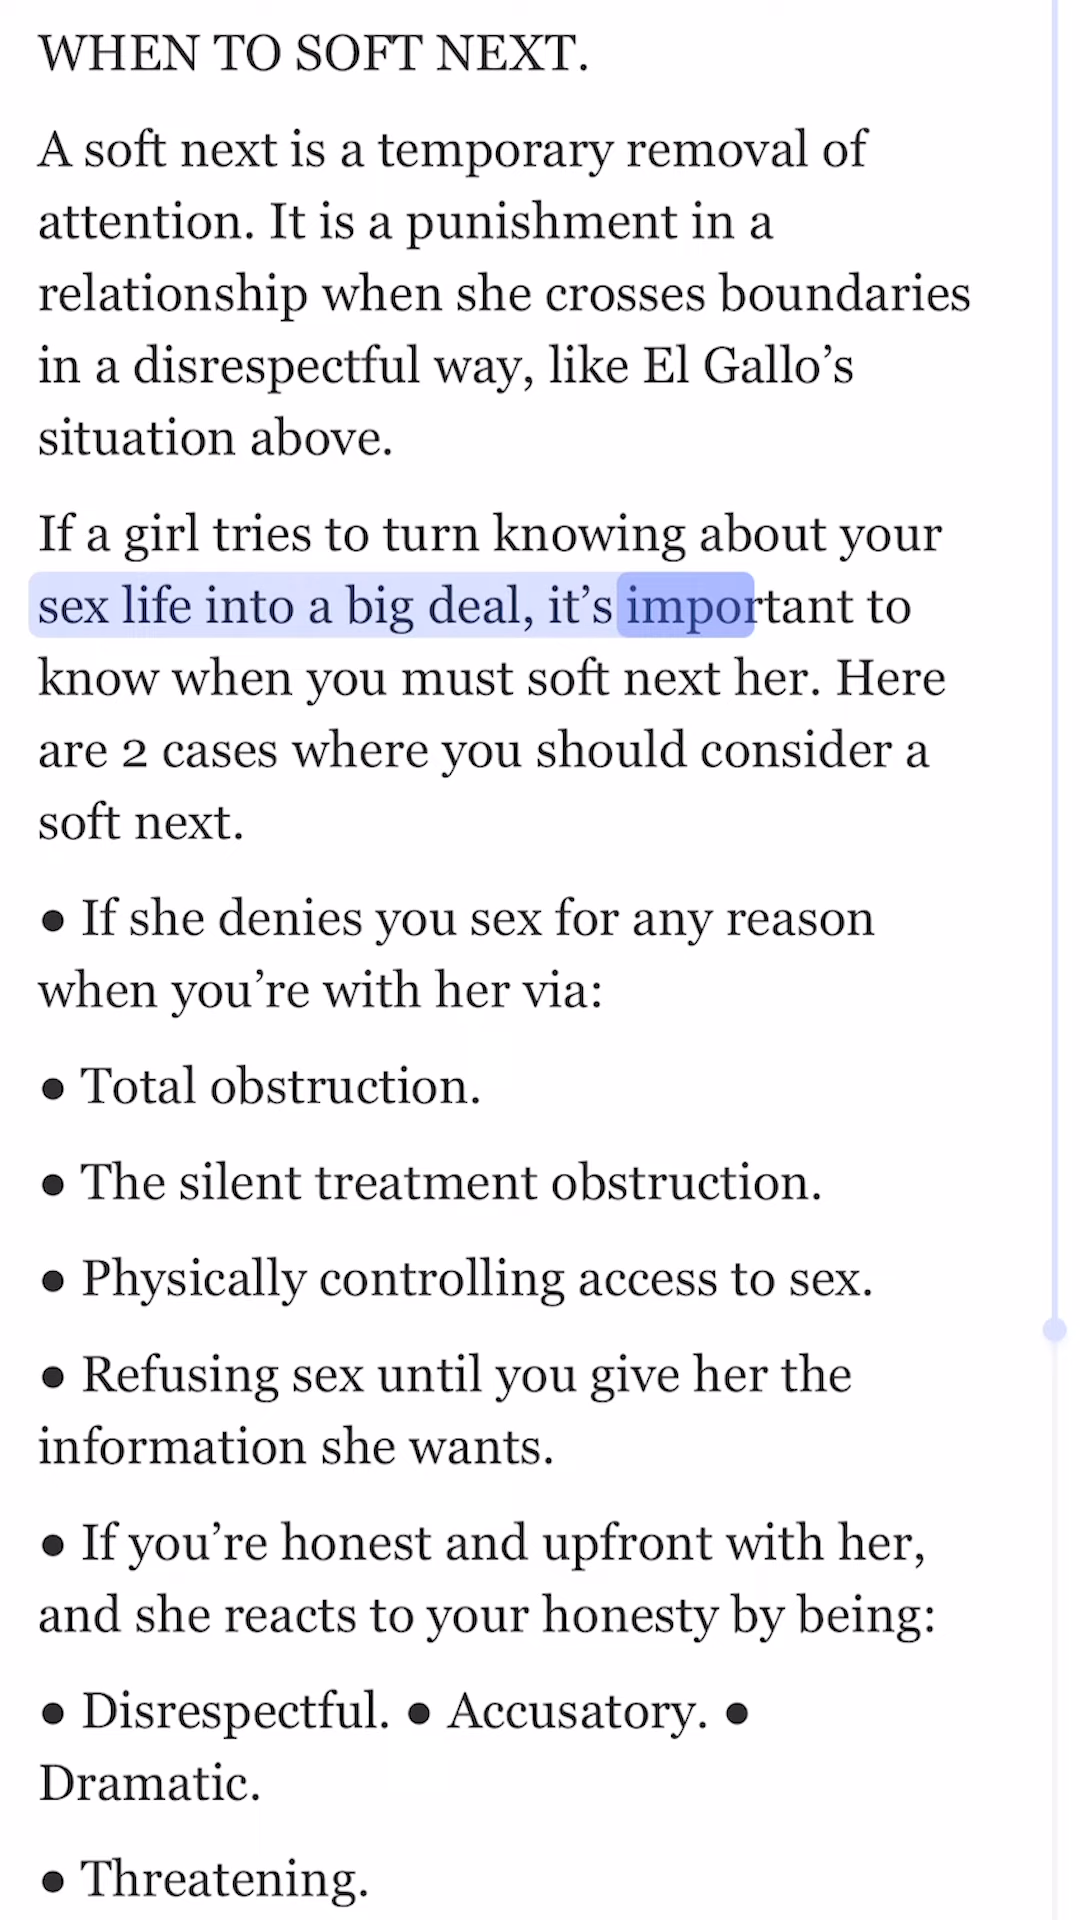 WHEN TO SOFT NEXT.
A soft next is a temporary removal of
attention. It is a punishment in a
relationship when she crosses boundaries
in a disrespectful way, like El Gallo’s
situation above.
If a girl tries to turn knowing about your
sex life into a big deal, it’s important to
know when you must soft next her. Here
are 2 cases where you should consider a
soft next.
● If she denies you sex for any reason
when you’re with her via:
● Total obstruction.
● The silent treatment obstruction.
● Physically controlling access to sex.
● Refusing sex until you give her the
information she wants.
● If you’re honest and upfront with her,
and she reacts to your honesty by being:
● Disrespectful. ● Accusatory. ●
Dramatic.
● Threatening.